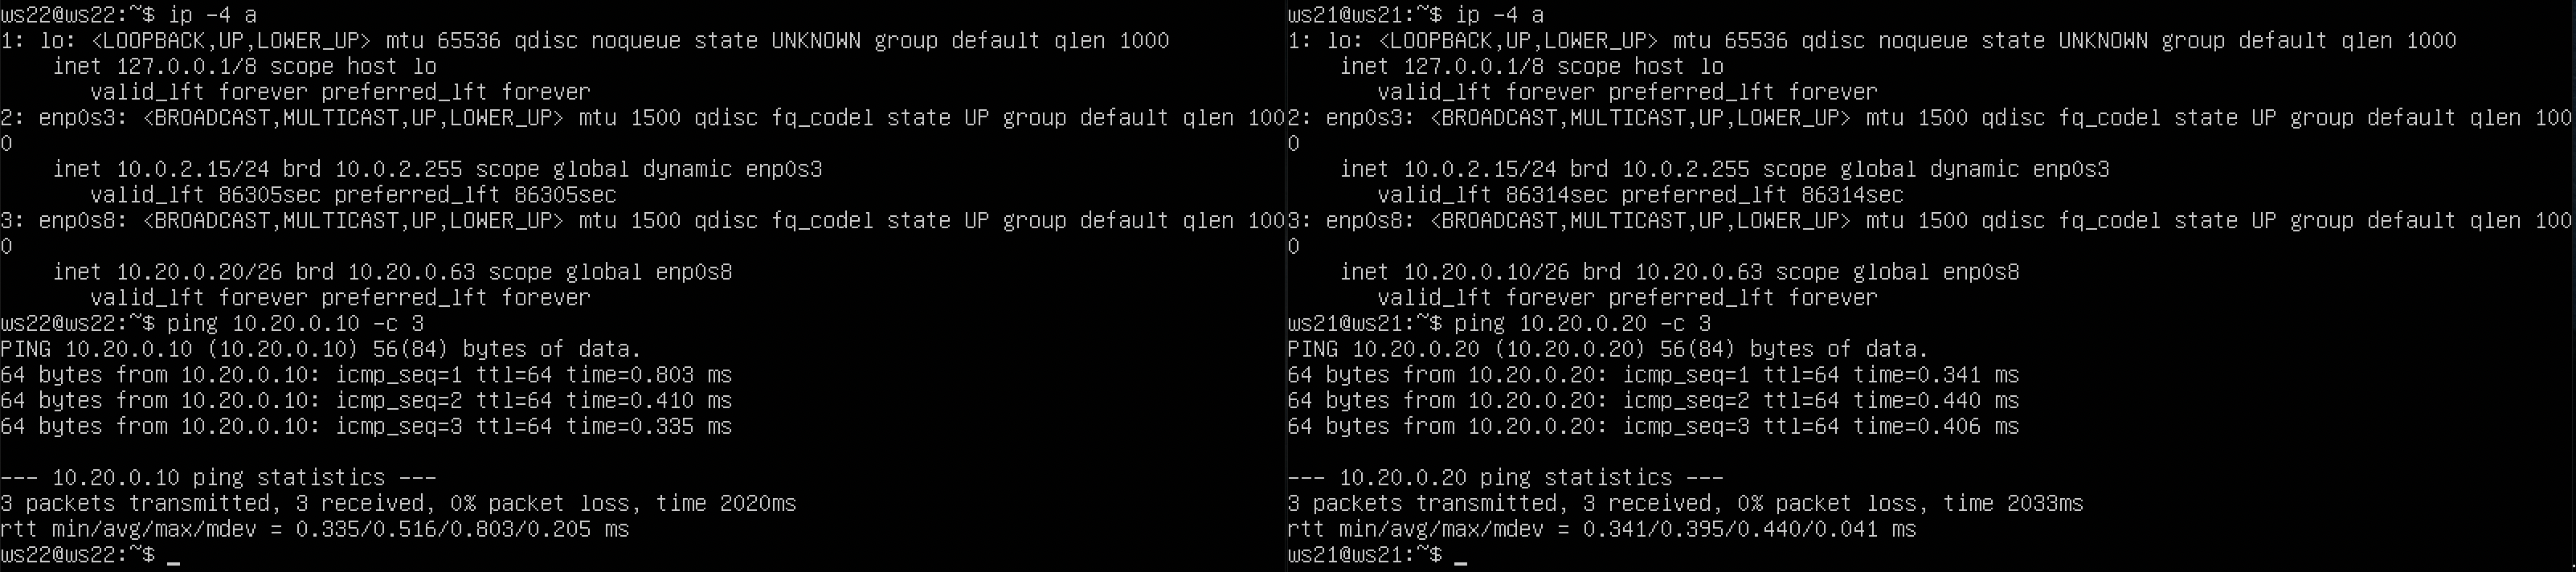 ws22@ws22:~$ ip -4 a
1: lo: <LOOPBACK,UP,LOWER_UP> mtu 65536 qdisc noqueue state UNKNOWN group default qlen 1000
    inet 127.0.0.1/8 scope host lo
       valid_lft forever preferred_lft forever
2: enp0s3: <BROADCAST,MULTICAST,UP,LOWER_UP> mtu 1500 qdisc fq_codel state UP group default qlen 100
0
    inet 10.0.2.15/24 brd 10.0.2.255 scope global dynamic enp0s3
       valid_lft 86305sec preferred_lft 86305sec
3: enp0s8: <BROADCAST,MULTICAST,UP,LOWER_UP> mtu 1500 qdisc fq_codel state UP group default qlen 100
0
    inet 10.20.0.20/26 brd 10.20.0.63 scope global enp0s8
       valid_lft forever preferred_lft forever
ws22@ws22:~$ ping 10.20.0.10 -c 3
PING 10.20.0.10 (10.20.0.10) 56(84) bytes of data.
64 bytes from 10.20.0.10: icmp_seq=1 ttl=64 time=0.803 ms
64 bytes from 10.20.0.10: icmp_seq=2 ttl=64 time=0.410 ms
64 bytes from 10.20.0.10: icmp_seq=3 ttl=64 time=0.335 ms

--- 10.20.0.10 ping statistics ---
3 packets transmitted, 3 received, 0% packet loss, time 2020ms
rtt min/avg/max/mdev = 0.335/0.516/0.803/0.205 ms
ws22@ws22:~$ _
ws21@ws21:~$ ip -4 a
1: lo: <LOOPBACK,UP,LOWER_UP> mtu 65536 qdisc noqueue state UNKNOWN group default qlen 1000
    inet 127.0.0.1/8 scope host lo
       valid_lft forever preferred_lft forever
2: enp0s3: <BROADCAST,MULTICAST,UP,LOWER_UP> mtu 1500 qdisc fq_codel state UP group default qlen 100
0
    inet 10.0.2.15/24 brd 10.0.2.255 scope global dynamic enp0s3
       valid_lft 86314sec preferred_lft 86314sec
3: enp0s8: <BROADCAST,MULTICAST,UP,LOWER_UP> mtu 1500 qdisc fq_codel state UP group default qlen 100
0
    inet 10.20.0.10/26 brd 10.20.0.63 scope global enp0s8
       valid_lft forever preferred_lft forever
ws21@ws21:~$ ping 10.20.0.20 -c 3
PING 10.20.0.20 (10.20.0.20) 56(84) bytes of data.
64 bytes from 10.20.0.20: icmp_seq=1 ttl=64 time=0.341 ms
64 bytes from 10.20.0.20: icmp_seq=2 ttl=64 time=0.440 ms
64 bytes from 10.20.0.20: icmp_seq=3 ttl=64 time=0.406 ms

--- 10.20.0.20 ping statistics ---
3 packets transmitted, 3 received, 0% packet loss, time 2033ms
rtt min/avg/max/mdev = 0.341/0.395/0.440/0.041 ms
ws21@ws21:~$ _